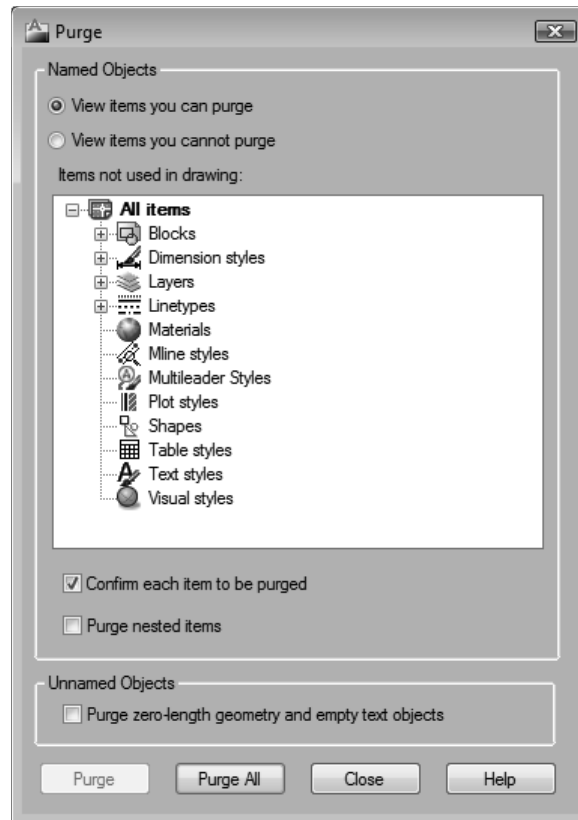 Purge
Named Objects
View items you can purge
View items you cannot purge
Items not used in drawing:
All items
Blocks
Dimension styles
Layers
Linetypes
Materials
Mline styles
Multileader Styles
Plot styles
Shapes
Table styles
Text styles
Visual styles
Confirm each item to be purged
Purge nested items
Unnamed Objects
Purge zero-length geometry and empty text objects
Purge Purge All Close Help